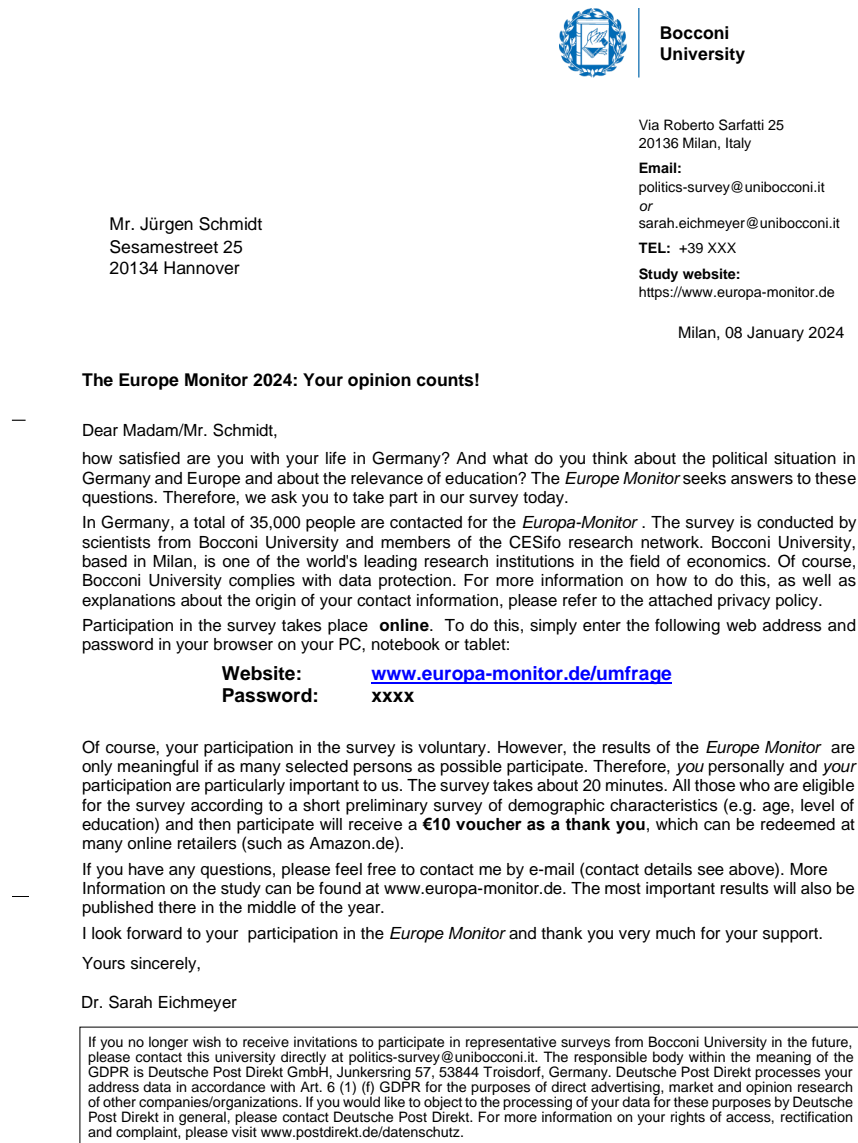 Bocconi
University
Via Roberto Sarfatti 25
20136 Milan, Italy
Email:
politics-survey@unibocconi.it
or
sarah.eichmeyer@unibocconi.it
TEL: +39 XXX
Study website:
https://www.europa-monitor.de
Mr. Jürgen Schmidt
Sesamestreet 25
20134 Hannover
Milan, 08 January 2024
The Europe Monitor 2024: Your opinion counts!
Dear Madam/Mr. Schmidt,
how satisfied are you with your life in Germany? And what do you think about the political situation in
Germany and Europe and about the relevance of education? The Europe Monitor seeks answers to these
questions. Therefore, we ask you to take part in our survey today.
In Germany, a total of 35,000 people are contacted for the Europa-Monitor . The survey is conducted by
scientists from Bocconi University and members of the CESifo research network. Bocconi University,
based in Milan, is one of the world's leading research institutions in the field of economics. Of course,
Bocconi University complies with data protection. For more information on how to do this, as well as
explanations about the origin of your contact information, please refer to the attached privacy policy.
Participation in the survey takes place online. To do this, simply enter the following web address and
password in your browser on your PC, notebook or tablet:
Website: www.europa-monitor.de/umfrage
Password: xxxx
Of course, your participation in the survey is voluntary. However, the results of the Europe Monitor are
only meaningful if as many selected persons as possible participate. Therefore, you personally and your
participation are particularly important to us. The survey takes about 20 minutes. All those who are eligible
for the survey according to a short preliminary survey of demographic characteristics (e.g. age, level of
education) and then participate will receive a €10 voucher as a thank you, which can be redeemed at
many online retailers (such as Amazon.de).
If you have any questions, please feel free to contact me by e-mail (contact details see above). More
Information on the study can be found at www.europa-monitor.de. The most important results will also be
published there in the middle of the year.
I look forward to your participation in the Europe Monitor and thank you very much for your support.
Yours sincerely,
Dr. Sarah Eichmeyer
If you no longer wish to receive invitations to participate in representative surveys from Bocconi University in the future,
please contact this university directly at politics-survey@unibocconi.it. The responsible body within the meaning of the
GDPR is Deutsche Post Direkt GmbH, Junkersring 57, 53844 Troisdorf, Germany. Deutsche Post Direkt processes your
address data in accordance with Art. 6 (1) (f) GDPR for the purposes of direct advertising, market and opinion research
of other companies/organizations. If you would like to object to the processing of your data for these purposes by Deutsche
Post Direkt in general, please contact Deutsche Post Direkt. For more information on your rights of access, rectification
and complaint, please visit www.postdirekt.de/datenschutz.